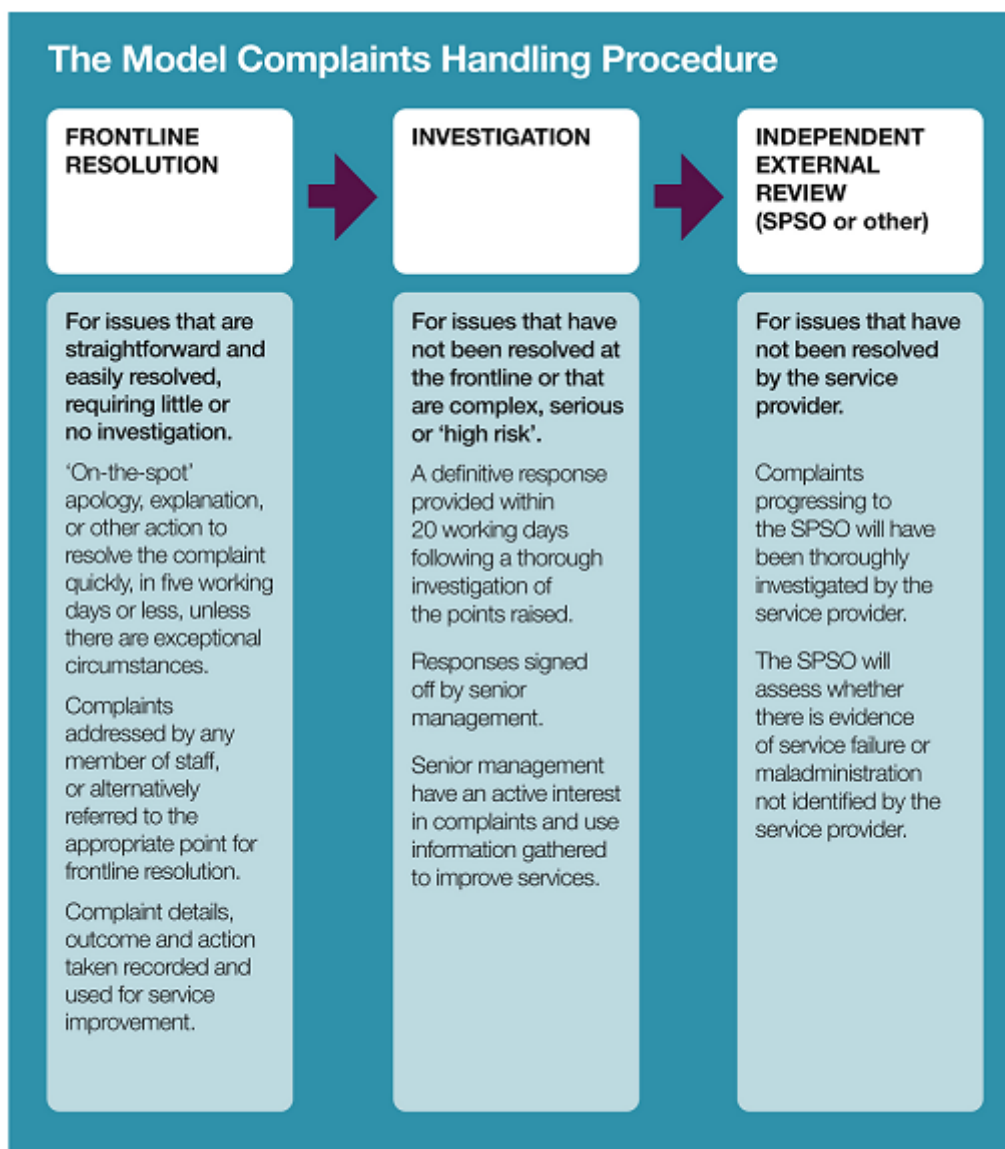 The Model Complaints Handling Procedure
FRONTLINE
RESOLUTION
For issues that are
straightforward and
easily resolved,
requiring little or
no investigation.
‘On-the-spot’
apology, explanation,
or other action to
resolve the complaint
quickly, in five working
days or less, unless
there are exceptional
circumstances.
Complaints
addressed by any
member of staff,
or alternatively
referred to the
appropriate point for
frontline resolution.
Complaint details,
outcome and action
taken recorded and
used for service
improvement.
INVESTIGATION
For issues that have
not been resolved at
the frontline or that
are complex, serious
or ‘high risk’.
A definitive response
provided within
20 working days
following a thorough
investigation of
the points raised.
Responses signed
off by senior
management.
Senior management
have an active interest
in complaints and use
information gathered
to improve services.
INDEPENDENT
EXTERNAL
REVIEW
(SPSO or other)
For issues that have
not been resolved
by the service
provider.
Complaints
progressing to
the SPSO will have
been thoroughly
investigated by the
service provider.
The SPSO will
assess whether
there is evidence
of service failure or
maladministration
not identified by the
service provider.